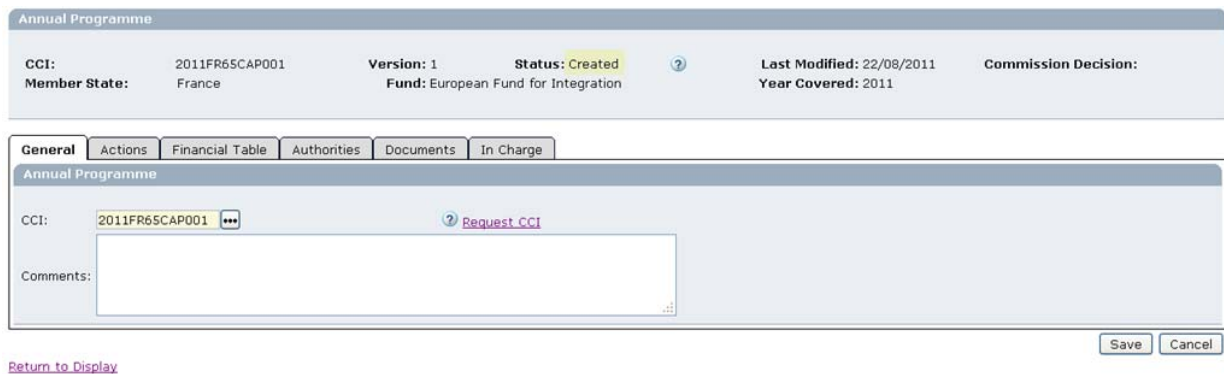 Annual Programme
CCI: 2011FR65CAP001 Version: 1 Status: Created Last Modified: 22/08/2011 Commission Decision:
Member State: France Fund: European Fund for Integration Year Covered: 2011
General Actions Financial Table Authorities Documents In Charge
Annual Programme
CCI: 2011FR65CAP001 ... ? Request CCI
Comments:
Save Cancel
Return to Display